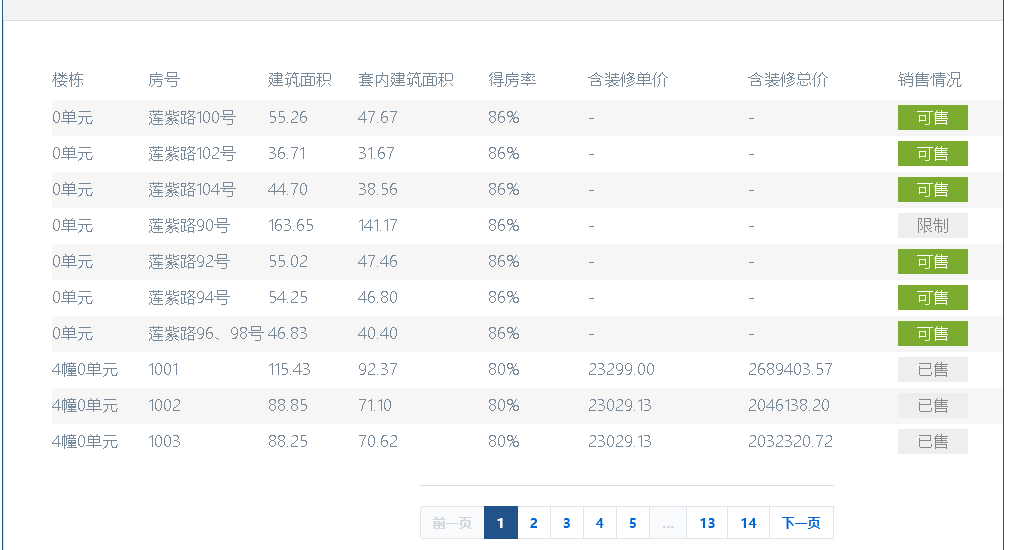 楼栋 房号 建筑面积 套内建筑面积 得房率 含装修单价 含装修总价 销售情况
0单元 莲紫路100号 55.26 47.67 86% - - 可售
0单元 莲紫路102号 36.71 31.67 86% - - 可售
0单元 莲紫路104号 44.70 38.56 86% - - 可售
0单元 莲紫路90号 163.65 141.17 86% - - 限制
0单元 莲紫路92号 55.02 47.46 86% - - 可售
0单元 莲紫路94号 54.25 46.80 86% - - 可售
0单元 莲紫路96、98号 46.83 40.40 86% - - 可售
4幢0单元 1001 115.43 92.37 80% 23299.00 2689403.57 已售
4幢0单元 1002 88.85 71.10 80% 23029.13 2046138.20 已售
4幢0单元 1003 88.25 70.62 80% 23029.13 2032320.72 已售
前一页 1 2 3 4 5 ... 13 14 下一页